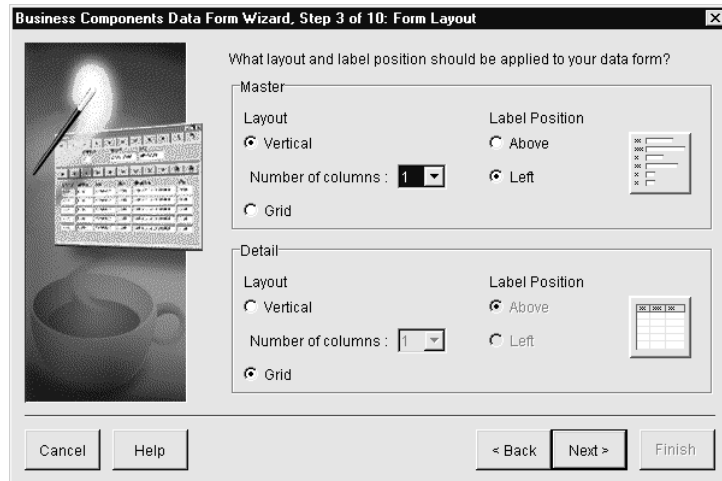 Business Components Data Form Wizard, Step 3 of 10: Form Layout
What layout and label position should be applied to your data form?
Master
Layout Label Position
Vertical Above
Number of columns : 1 Left
Grid
Detail
Layout Label Position
Vertical Above
Number of columns : 1 Left
Grid
Cancel Help < Back Next > Finish